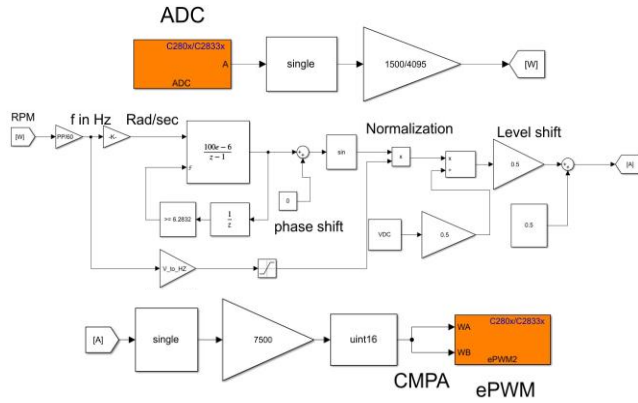 ADC
C280x/C2833x
A
ADC
single
1500/4095
[W]
RPM
f in Hz
Rad/sec
[W]
PP/60
-K-
100e - 6
z - 1
sin
Normalization
x
x
÷
Level shift
0.5
[A]
>= 6.2832
1
z
0
phase shift
VDC
0.5
0.5
V_to_HZ
[A]
single
7500
uint16
CMPA
C280x/C2833x
WA
WB
ePWM2
ePWM